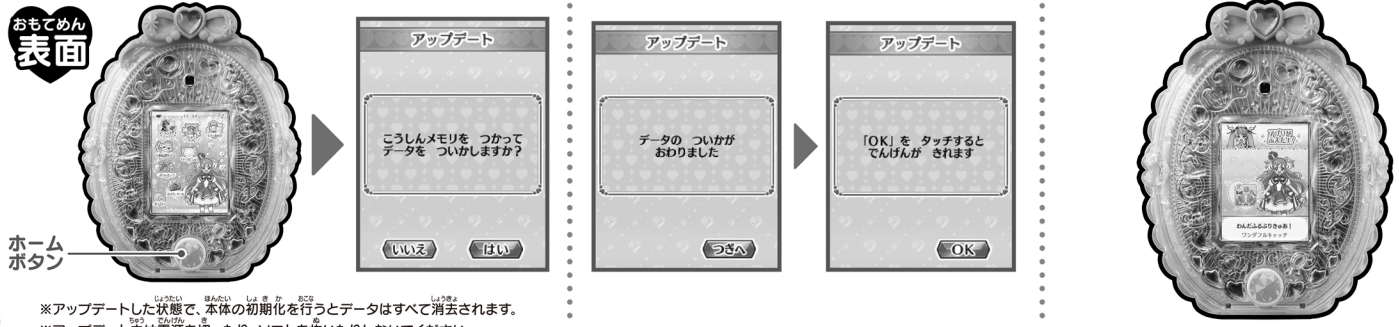 おもてめん
表面
ホーム
ボタン
アップデート
こうしんメモリを つかって
データを ついかしますか?
いいえ
はい
アップデート
データの ついかが
おわりました
つぎへ
アップデート
「OK」を タッチすると
でんげんが きれます
OK
わんだふるぷりきゅあ!
ワンダフルキャッチ
※アップデートした状態で、本体の初期化を行うとデータはすべて消去されます。